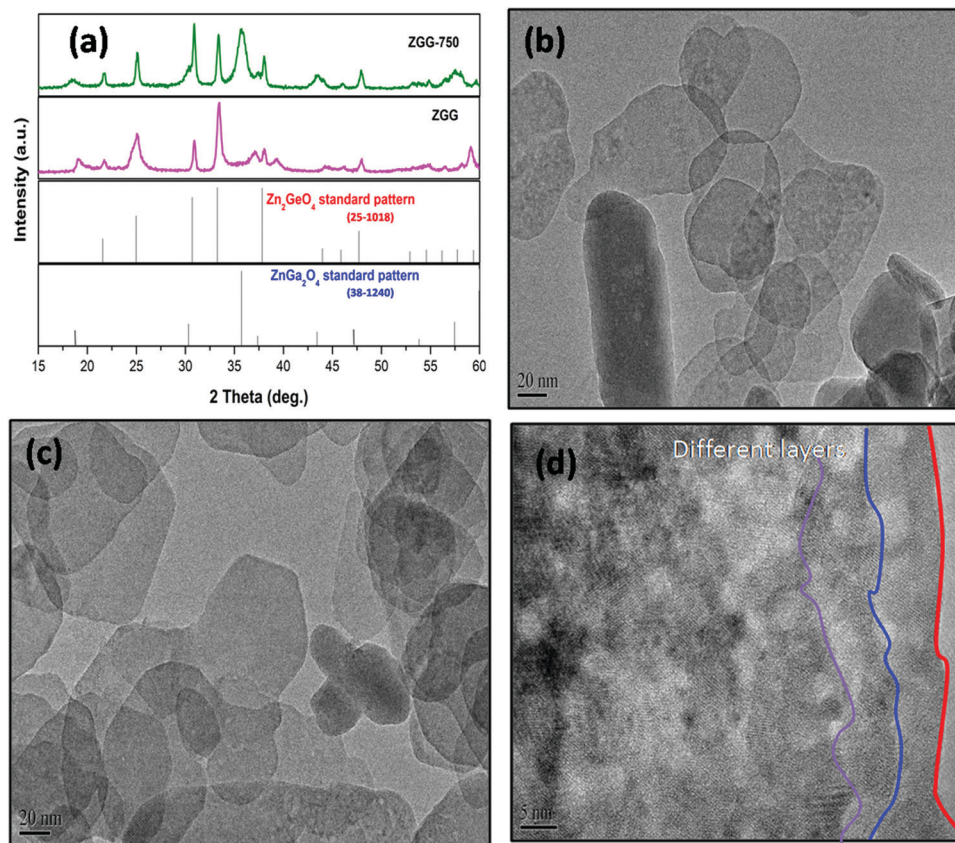 (a)
ZGG-750
ZGG
Zn₂GeO₄ standard pattern
(25-1018)
ZnGa₂O₄ standard pattern
(38-1240)
Intensity (a.u.)
15 20 25 30 35 40 45 50 55 60
2 Theta (deg.)
(b)
20 nm
(c)
20 nm
(d)
Different layers
5 nm